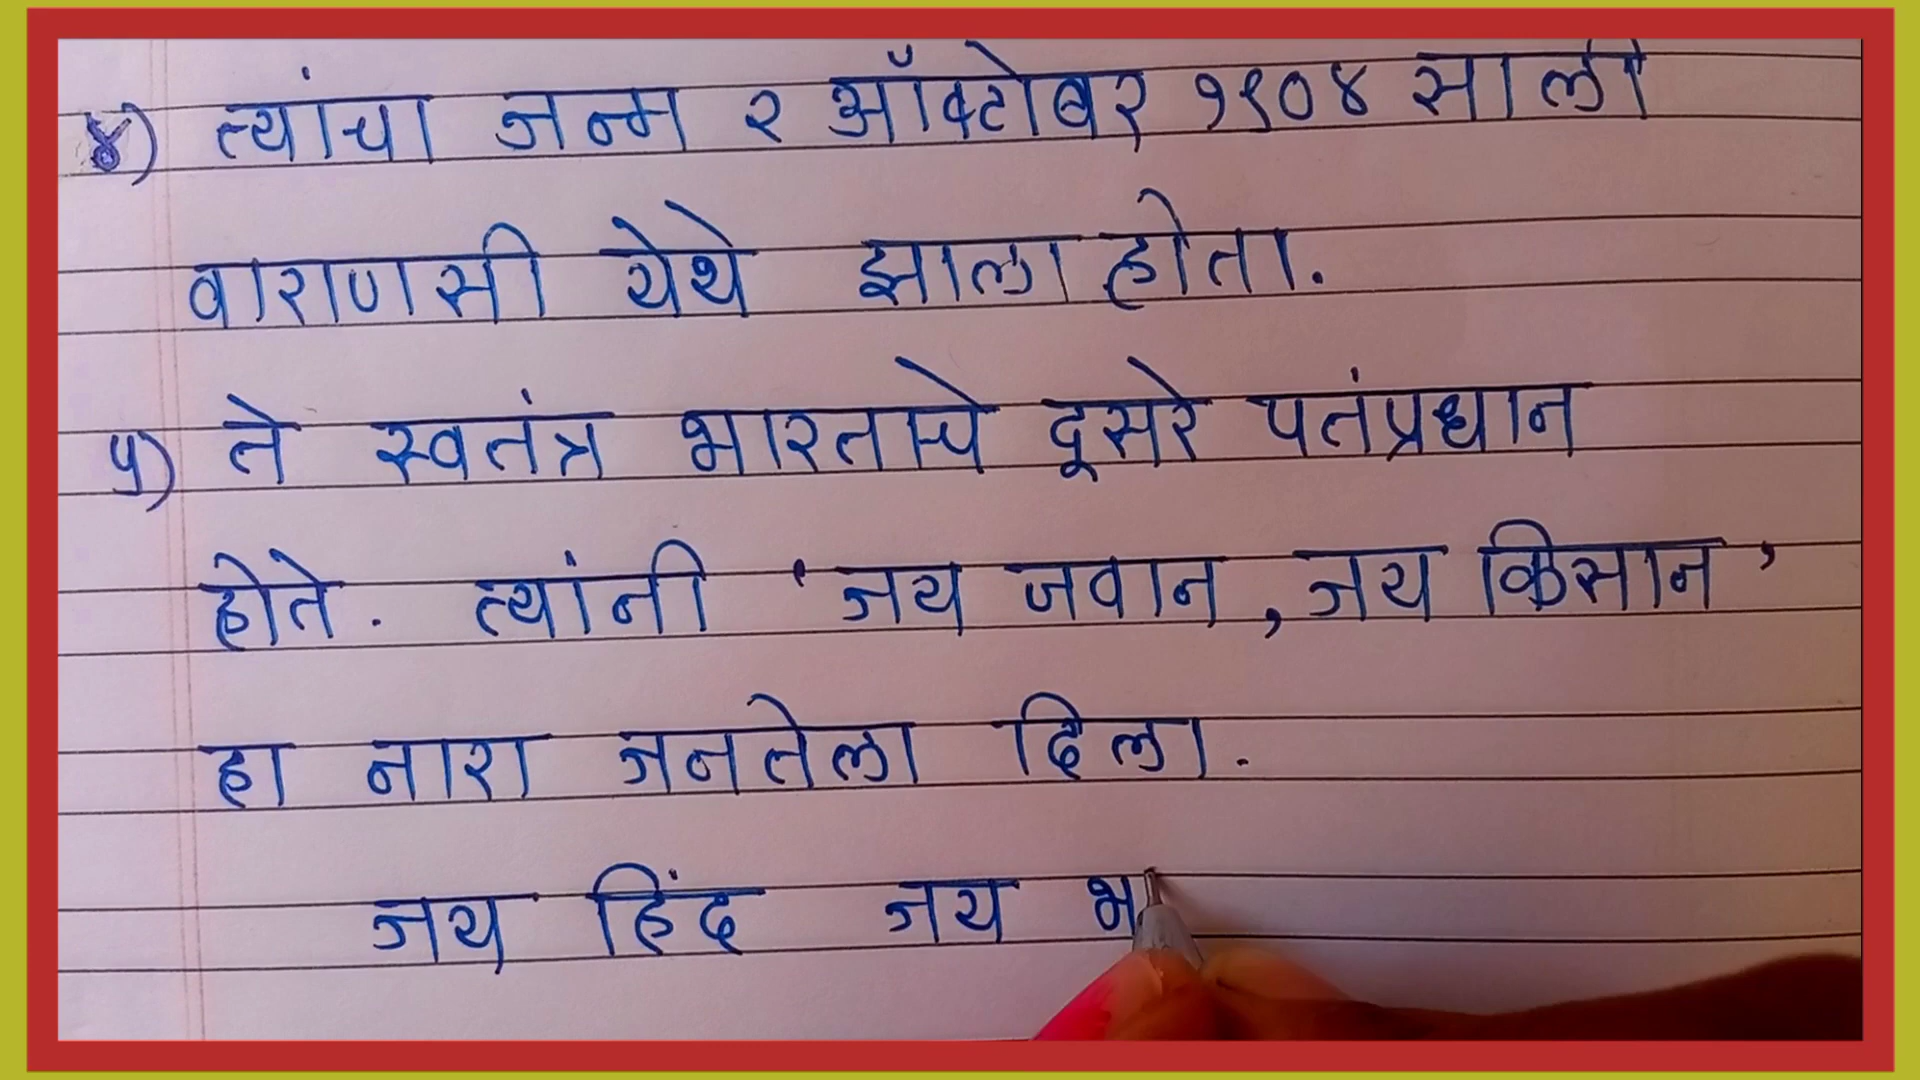 ४) त्यांचा जन्म २ ऑक्टोबर १९०४ साली
वाराणसी येथे झाला होता.
५) ते स्वतंत्र भारताचे दूसरे पतंप्रधान
होते. त्यांनी 'जय जवान, जय किसान'
हा नारा जनतेला दिला.
जय हिंद जय